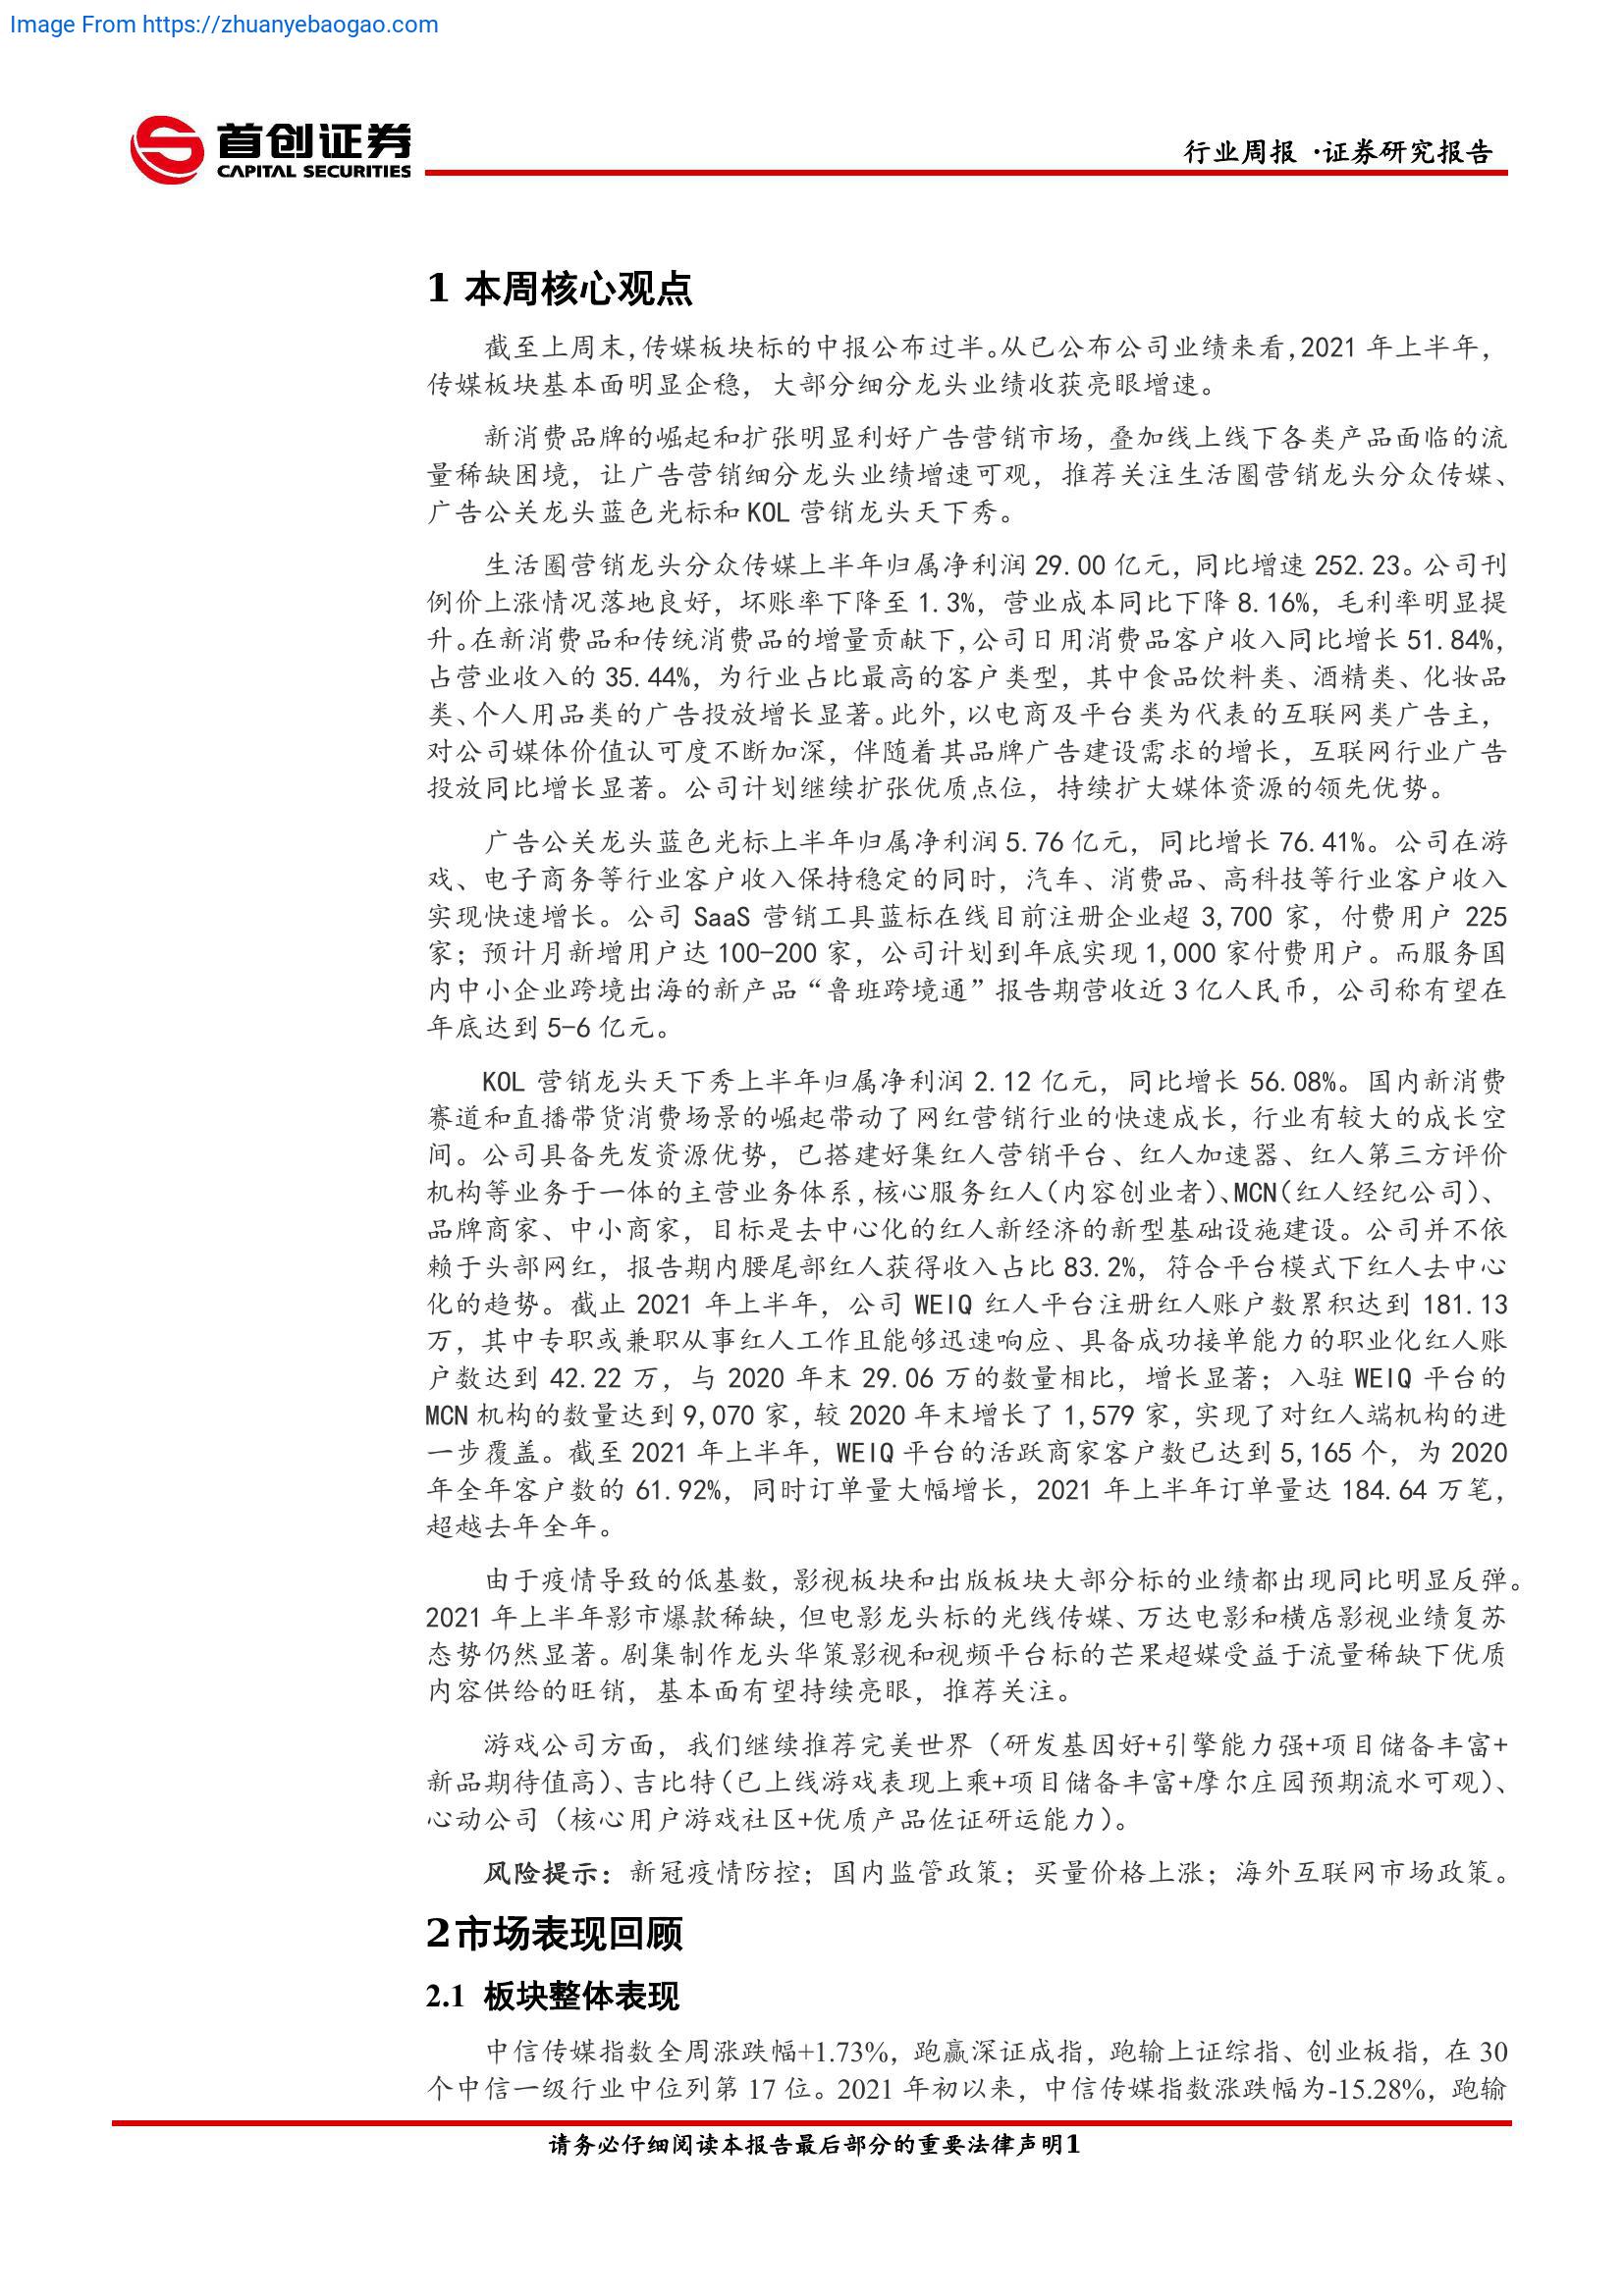 Image From https://zhuanyebaogao.com
首创证券
CAPITAL SECURITIES
行业周报 ·证券研究报告
1 本周核心观点
截至上周末,传媒板块标的中报公布过半。从已公布公司业绩来看,2021 年上半年,
传媒板块基本面明显企稳，大部分细分龙头业绩收获亮眼增速。
新消费品牌的崛起和扩张明显利好广告营销市场，叠加线上线下各类产品面临的流
量稀缺困境，让广告营销细分龙头业绩增速可观，推荐关注生活圈营销龙头分众传媒、
广告公关龙头蓝色光标和 KOL 营销龙头天下秀。
生活圈营销龙头分众传媒上半年归属净利润 29.00 亿元，同比增速 252.23。公司刊
例价上涨情况落地良好，坏账率下降至 1.3%，营业成本同比下降 8.16%，毛利率明显提
升。在新消费品和传统消费品的增量贡献下,公司日用消费品客户收入同比增长 51.84%，
占营业收入的 35.44%，为行业占比最高的客户类型，其中食品饮料类、酒精类、化妆品
类、个人用品类的广告投放增长显著。此外，以电商及平台类为代表的互联网类广告主，
对公司媒体价值认可度不断加深，伴随着其品牌广告建设需求的增长，互联网行业广告
投放同比增长显著。公司计划继续扩张优质点位，持续扩大媒体资源的领先优势。
广告公关龙头蓝色光标上半年归属净利润 5.76 亿元，同比增长 76.41%。公司在游
戏、电子商务等行业客户收入保持稳定的同时，汽车、消费品、高科技等行业客户收入
实现快速增长。公司 SaaS 营销工具蓝标在线目前注册企业超 3,700 家，付费用户 225
家；预计月新增用户达 100-200 家，公司计划到年底实现 1,000 家付费用户。而服务国
内中小企业跨境出海的新产品“鲁班跨境通”报告期营收近 3 亿人民币，公司称有望在
年底达到 5-6 亿元。
KOL 营销龙头天下秀上半年归属净利润 2.12 亿元，同比增长 56.08%。国内新消费
赛道和直播带货消费场景的崛起带动了网红营销行业的快速成长，行业有较大的成长空
间。公司具备先发资源优势，已搭建好集红人营销平台、红人加速器、红人第三方评价
机构等业务于一体的主营业务体系,核心服务红人(内容创业者)、MCN(红人经纪公司)、
品牌商家、中小商家，目标是去中心化的红人新经济的新型基础设施建设。公司并不依
赖于头部网红，报告期内腰尾部红人获得收入占比 83.2%，符合平台模式下红人去中心
化的趋势。截止 2021 年上半年，公司 WEIQ 红人平台注册红人账户数累积达到 181.13
万，其中专职或兼职从事红人工作且能够迅速响应、具备成功接单能力的职业化红人账
户数达到 42.22 万，与 2020 年末 29.06 万的数量相比，增长显著；入驻 WEIQ 平台的
MCN 机构的数量达到 9,070 家，较 2020 年末增长了 1,579 家，实现了对红人端机构的进
一步覆盖。截至 2021 年上半年，WEIQ 平台的活跃商家客户数已达到 5,165 个，为 2020
年全年客户数的 61.92%，同时订单量大幅增长，2021 年上半年订单量达 184.64 万笔，
超越去年全年。
由于疫情导致的低基数，影视板块和出版板块大部分标的业绩都出现同比明显反弹。
2021 年上半年影市爆款稀缺，但电影龙头标的光线传媒、万达电影和横店影视业绩复苏
态势仍然显著。剧集制作龙头华策影视和视频平台标的芒果超媒受益于流量稀缺下优质
内容供给的旺销，基本面有望持续亮眼，推荐关注。
游戏公司方面，我们继续推荐完美世界（研发基因好+引擎能力强+项目储备丰富+
新品期待值高）、吉比特（已上线游戏表现上乘+项目储备丰富+摩尔庄园预期流水可观）、
心动公司（核心用户游戏社区+优质产品佐证研运能力）。
风险提示：新冠疫情防控；国内监管政策；买量价格上涨；海外互联网市场政策。
2市场表现回顾
2.1 板块整体表现
中信传媒指数全周涨跌幅+1.73%，跑赢深证成指，跑输上证综指、创业板指，在 30
个中信一级行业中位列第 17 位。2021 年初以来，中信传媒指数涨跌幅为-15.28%，跑输
请务必仔细阅读本报告最后部分的重要法律声明1